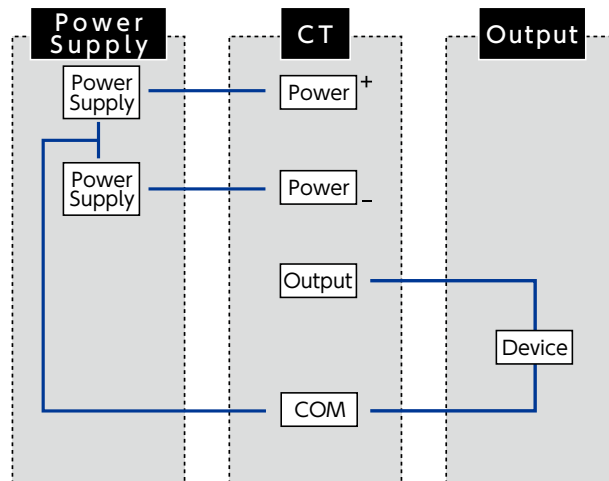 Power
Supply
CT
Output
Power
Supply
Power +
Power
Supply
Power –
Output
Device
COM